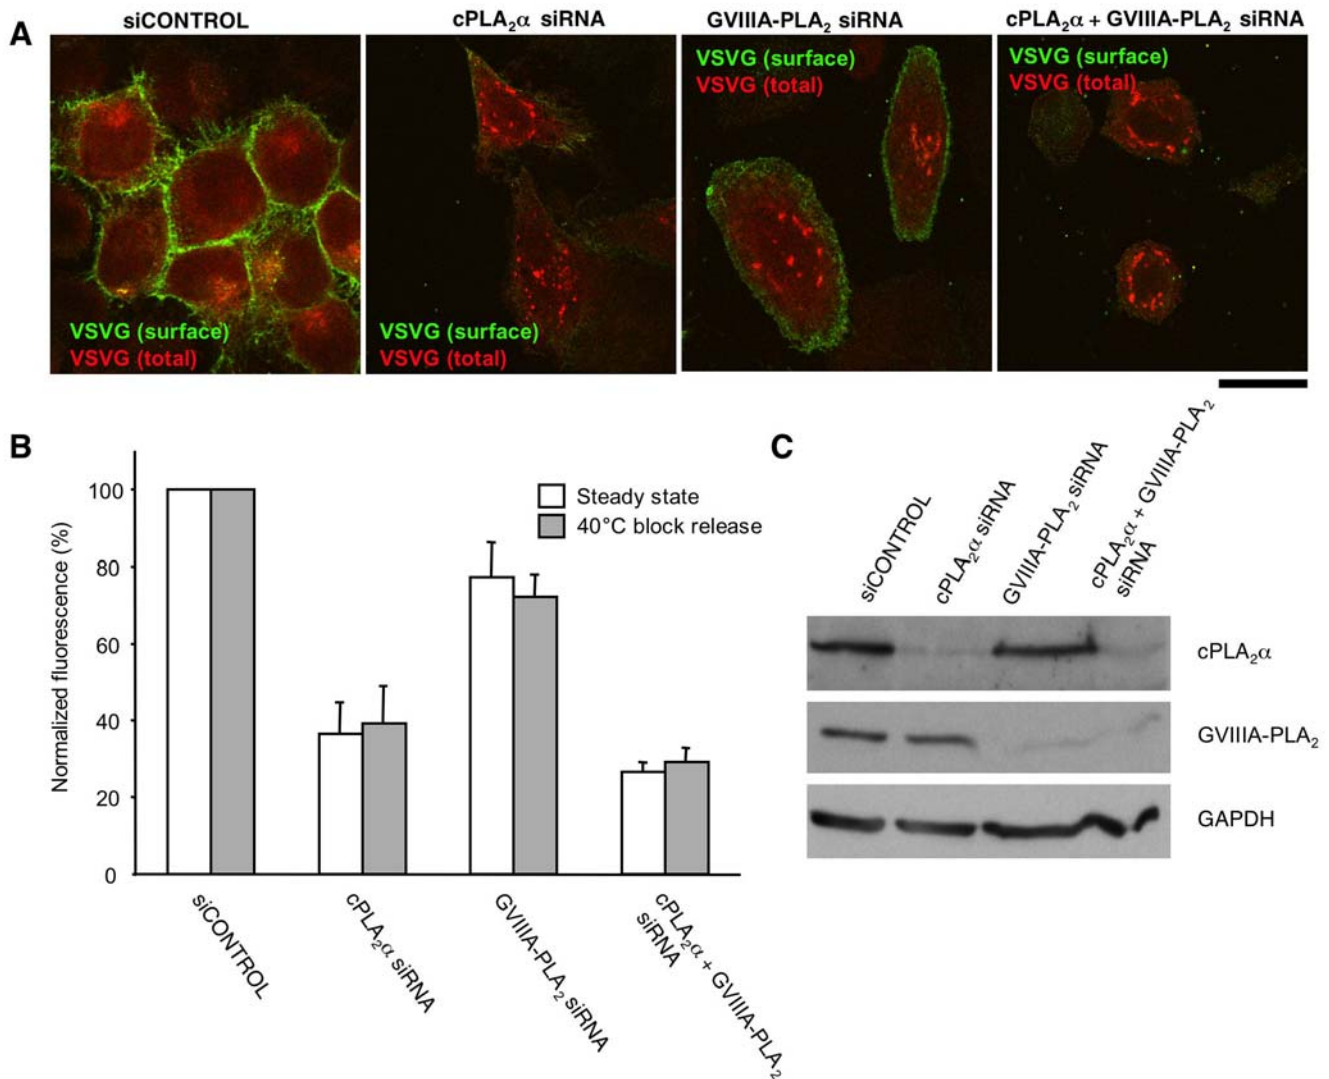 A
siCONTROL
cPLA₂α siRNA
GVIIIA-PLA₂ siRNA
cPLA₂α + GVIIIA-PLA₂ siRNA
VSVG (surface)
VSVG (total)
VSVG (surface)
VSVG (total)
VSVG (surface)
VSVG (total)
VSVG (surface)
VSVG (total)
B
Normalized fluorescence (%)
100
80
60
40
20
0
Steady state
40°C block release
siCONTROL
cPLA₂α siRNA
GVIIIA-PLA₂ siRNA
cPLA₂α + GVIIIA-PLA₂
siRNA
C
siCONTROL
cPLA₂α siRNA
GVIIIA-PLA₂ siRNA
cPLA₂α + GVIIIA-PLA₂
siRNA
cPLA₂α
GVIIIA-PLA₂
GAPDH